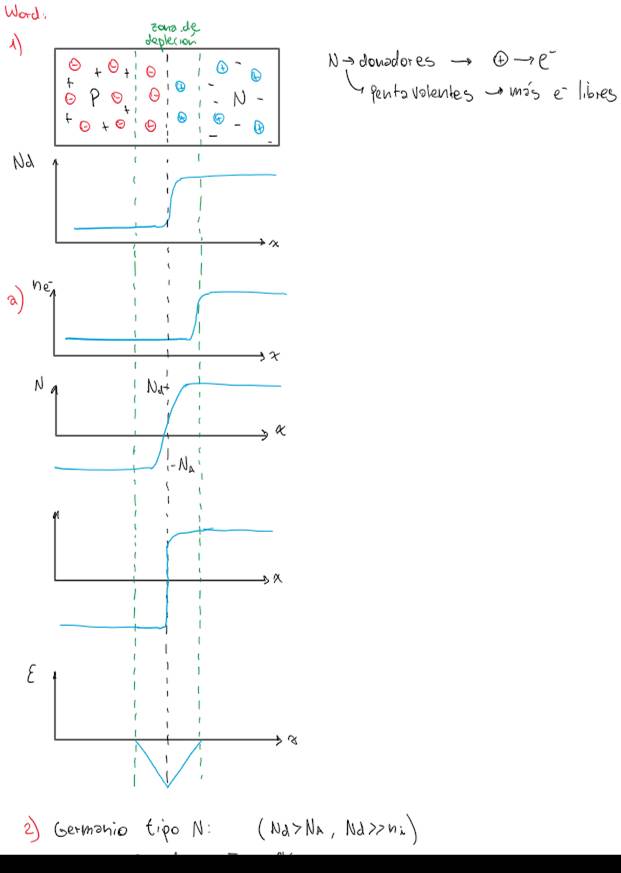 Word:
1)
zona de
depleción
N → donadores → ⊕ → e⁻
pentavalentes → más e⁻ libres
P N
Nd
x
a)
ne⁻
x
N
Nd
x
-NA
x
E
x
2) Germanio tipo N: (Nd>NA, Nd>>ni)